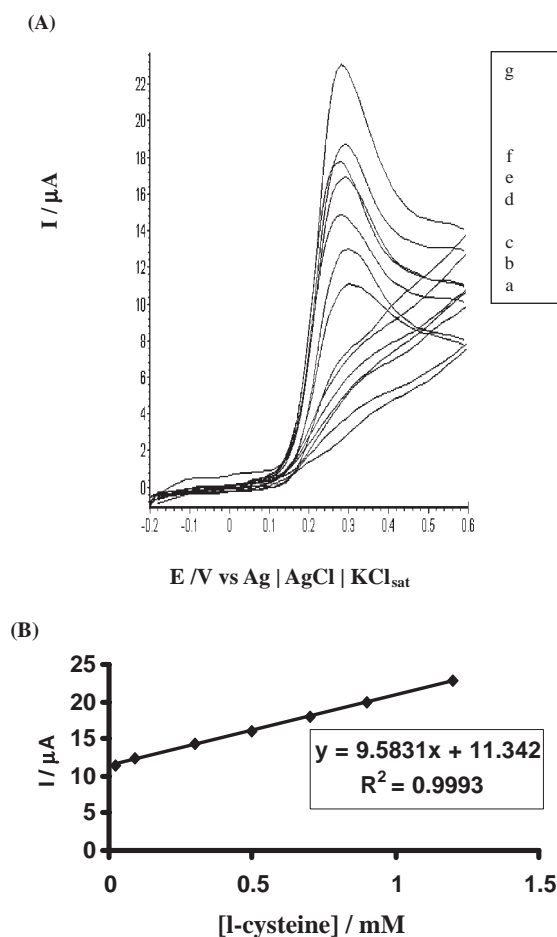 (A)
22
20
18
16
14
12
10
8
6
4
2
0
I / µA
-0.2 -0.1 0 0.1 0.2 0.3 0.4 0.5 0.6
E /V vs Ag | AgCl | KCl_sat
g
f
e
d
c
b
a
(B)
25
20
15
10
5
0
I / µA
y = 9.5831x + 11.342
R² = 0.9993
0 0.5 1 1.5
[l-cysteine] / mM